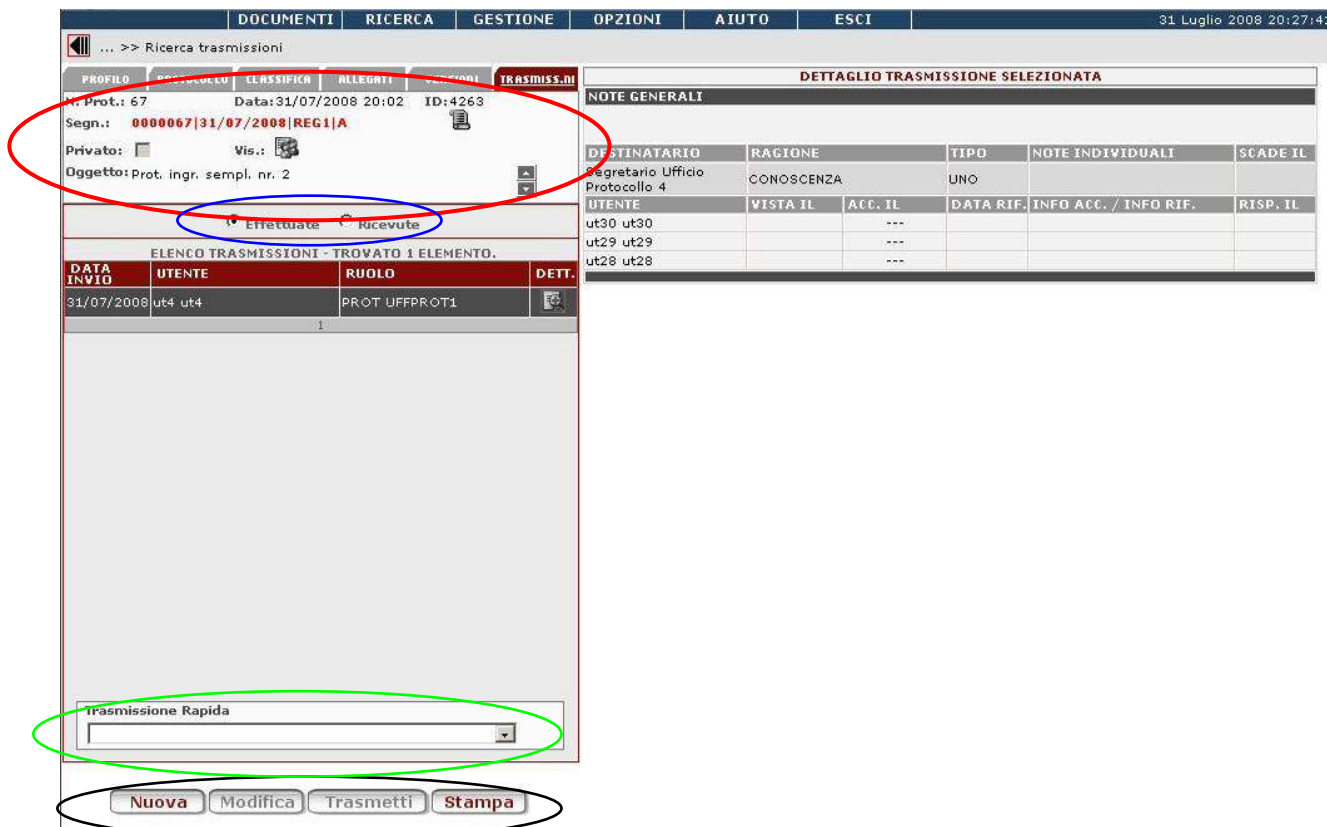 DOCUMENTI RICERCA GESTIONE OPZIONI AIUTO ESCI 31 Luglio 2008 20:27:4
... >> Ricerca trasmissioni
PROFILO PROTOCOLLO CLASSIFICA ALLEGATI VERSIONI TRASMISS.NI
N. Prot.: 67 Data:31/07/2008 20:02 ID:4263
Segn.: 0000067|31/07/2008|REG1|A
Privato: Vis.:
Oggetto: Prot. ingr. sempl. nr. 2
Effettuate Ricevute
ELENCO TRASMISSIONI - TROVATO 1 ELEMENTO.
DATA INVIO UTENTE RUOLO DETT.
31/07/2008 ut4 ut4 PROT UFFPROT1
1
Trasmissione Rapida
Nuova Modifica Trasmetti Stampa
DETTAGLIO TRASMISSIONE SELEZIONATA
NOTE GENERALI
DESTINATARIO RAGIONE TIPO NOTE INDIVIDUALI SCADE IL
Segretario Ufficio Protocollo 4 CONOSCENZA UNO
UTENTE VISTA IL ACC. IL DATA RIF. INFO ACC. / INFO RIF. RISP. IL
ut30 ut30 ---
ut29 ut29 ---
ut28 ut28 ---